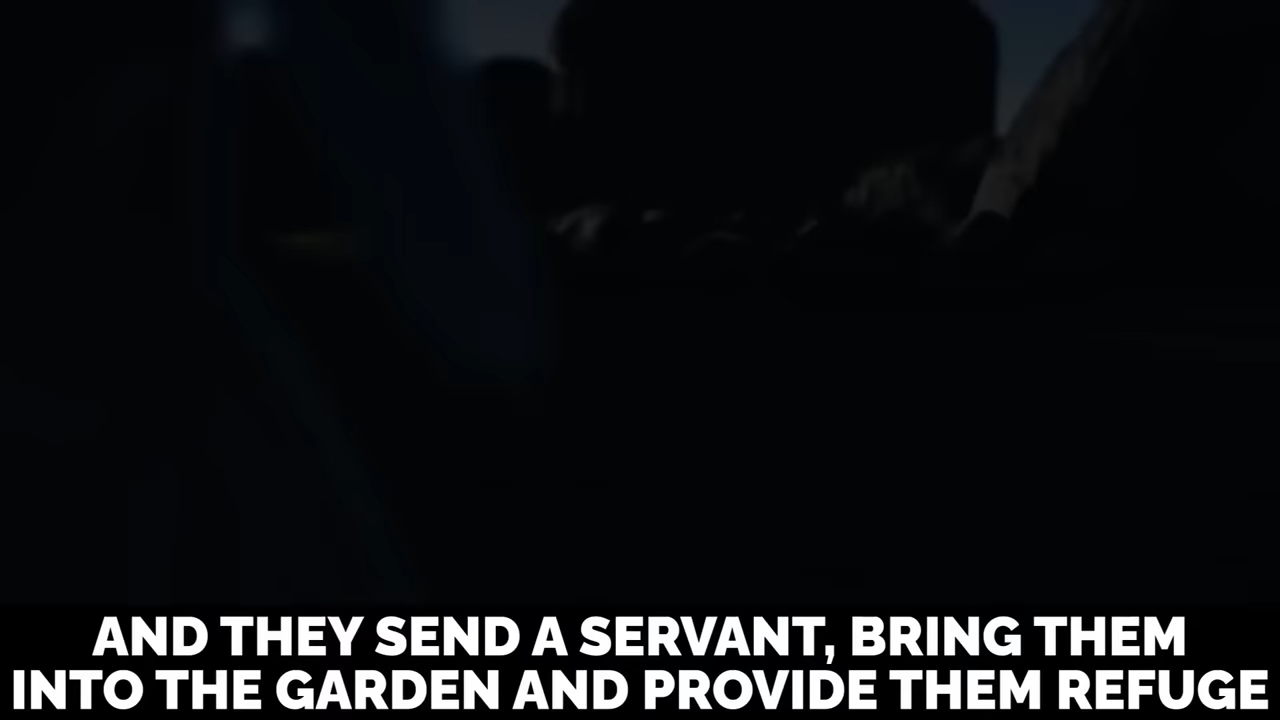 AND THEY SEND A SERVANT, BRING THEM
INTO THE GARDEN AND PROVIDE THEM REFUGE